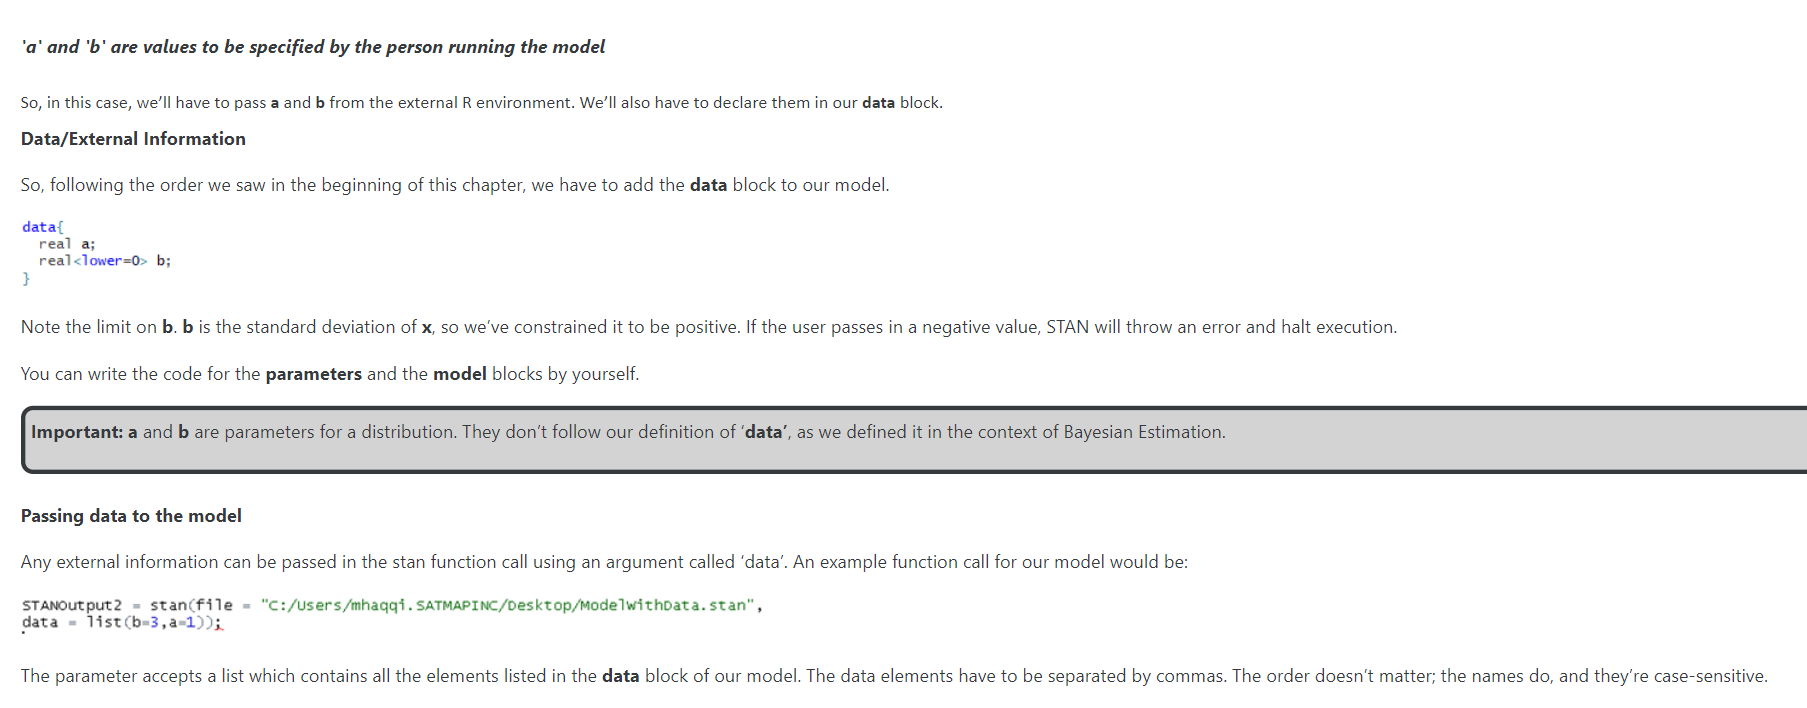 'a' and 'b' are values to be specified by the person running the model
So, in this case, we’ll have to pass a and b from the external R environment. We’ll also have to declare them in our data block.
Data/External Information
So, following the order we saw in the beginning of this chapter, we have to add the data block to our model.
data{
  real a;
  real<lower=0> b;
}
Note the limit on b. b is the standard deviation of x, so we’ve constrained it to be positive. If the user passes in a negative value, STAN will throw an error and halt execution.
You can write the code for the parameters and the model blocks by yourself.
Important: a and b are parameters for a distribution. They don’t follow our definition of ‘data’, as we defined it in the context of Bayesian Estimation.
Passing data to the model
Any external information can be passed in the stan function call using an argument called ‘data’. An example function call for our model would be:
STANOutput2 = stan(file = "C:/Users/mhaqqi.SATMAPINC/Desktop/ModelWithData.stan",
data = list(b=3,a=1));
The parameter accepts a list which contains all the elements listed in the data block of our model. The data elements have to be separated by commas. The order doesn’t matter; the names do, and they’re case-sensitive.